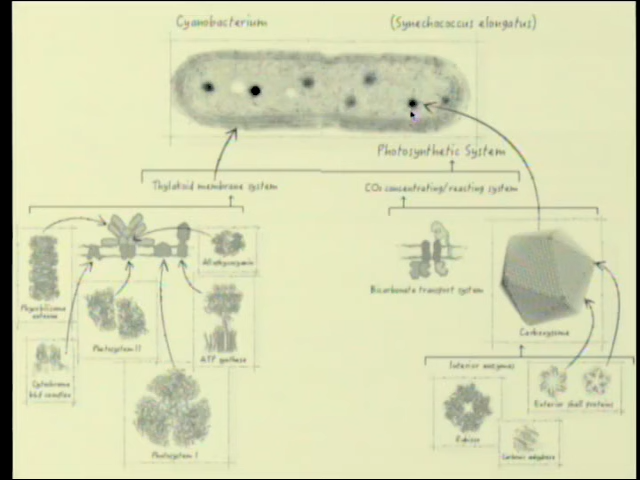 Cyanobacterium (Synechococcus elongatus)
Photosynthetic System
Thylakoid membrane system
CO₂ concentrating/reacting system
Phycobilisome
antenna
Allophycocyanin
Photosystem II
ATP synthase
Cytochrome
b6f complex
Photosystem I
Bicarbonate transport system
Carboxysome
Interior enzymes
Exterior shell proteins
Rubisco
Carbonic anhydrase